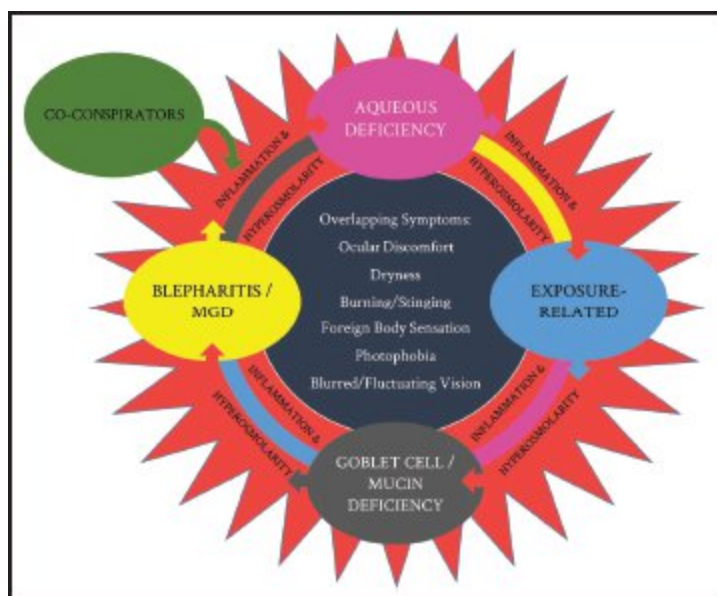 CO-CONSPIRATORS
AQUEOUS
DEFICIENCY
INFLAMMATION &
HYPEROSMOLARITY
INFLAMMATION &
HYPEROSMOLARITY
Overlapping Symptoms:
Ocular Discomfort
Dryness
Burning/Stinging
Foreign Body Sensation
Photophobia
Blurred/Fluctuating Vision
BLEPHARITIS /
MGD
EXPOSURE-
RELATED
INFLAMMATION &
HYPEROSMOLARITY
INFLAMMATION &
HYPEROSMOLARITY
GOBLET CELL /
MUCIN
DEFICIENCY